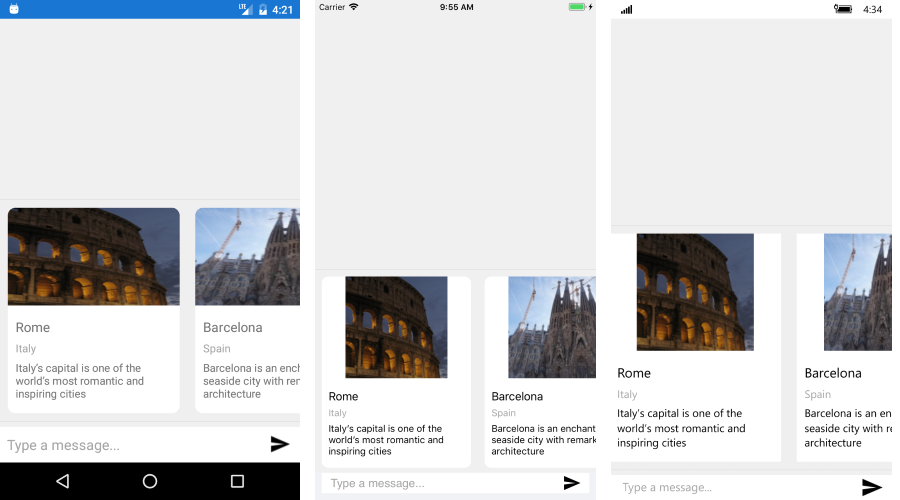 LTE 4:21
Rome
Italy
Italy's capital is one of the
world's most romantic and
inspiring cities
Barcelona
Spain
Barcelona is an ench
seaside city with rem
architecture
Type a message...
Carrier 9:55 AM
Rome
Italy
Italy's capital is one of the
world's most romantic and
inspiring cities
Barcelona
Spain
Barcelona is an enchant
seaside city with remark
architecture
Type a message...
4:34
Rome
Italy
Italy's capital is one of the
world's most romantic and
inspiring cities
Barcelona
Spain
Barcelona is an en
seaside city with re
architecture
Type a message...